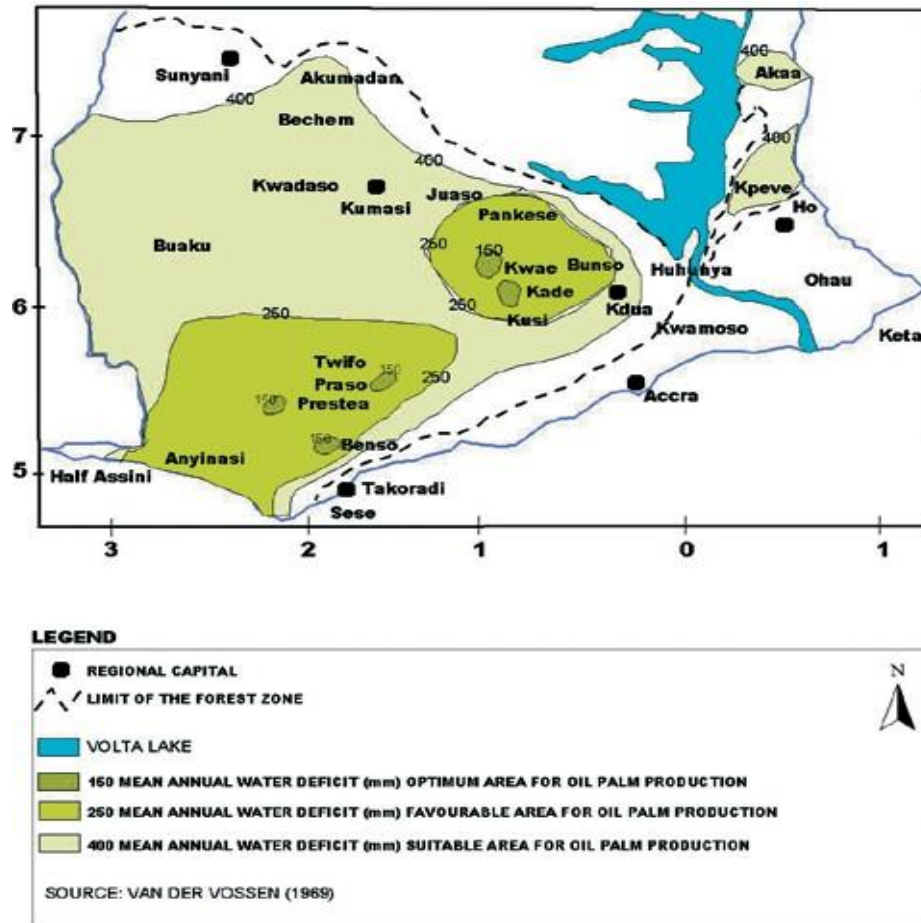 400
Sunyani
Akumadan
Akaa
400
Bechem
7
400
400
Kwadaso
Juaso
Kpeve
Kumasi
Pankese
Ho
Buaku
250
150
Kwae
Bunso
Huhunya
Ohau
Kade
6
250
Kdua
250
Kusi
Kwamoso
Keta
Twifo
150
250
Praso
150
Prestea
Accra
150
Benso
Anyinasi
5
Half Assini
Takoradi
Sese
3
2
1
0
1
LEGEND
REGIONAL CAPITAL
N
LIMIT OF THE FOREST ZONE
VOLTA LAKE
150 MEAN ANNUAL WATER DEFICIT (mm) OPTIMUM AREA FOR OIL PALM PRODUCTION
250 MEAN ANNUAL WATER DEFICIT (mm) FAVOURABLE AREA FOR OIL PALM PRODUCTION
400 MEAN ANNUAL WATER DEFICIT (mm) SUITABLE AREA FOR OIL PALM PRODUCTION
SOURCE: VAN DER VOSSEN (1969)